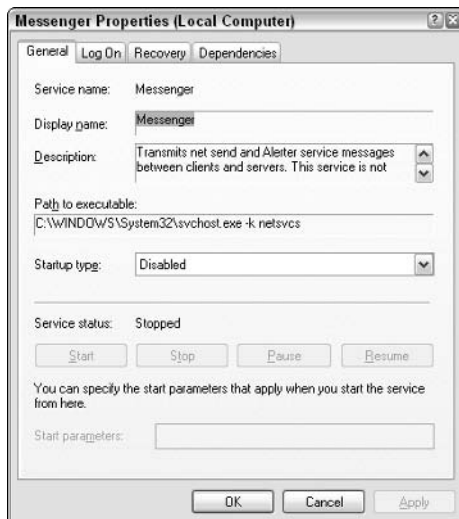 Messenger Properties (Local Computer)
General Log On Recovery Dependencies
Service name: Messenger
Display name: Messenger
Description: Transmits net send and Alerter service messages
between clients and servers. This service is not
Path to executable:
C:\WINDOWS\System32\svchost.exe -k netsvcs
Startup type: Disabled
Service status: Stopped
Start Stop Pause Resume
You can specify the start parameters that apply when you start the service
from here.
Start parameters:
OK Cancel Apply